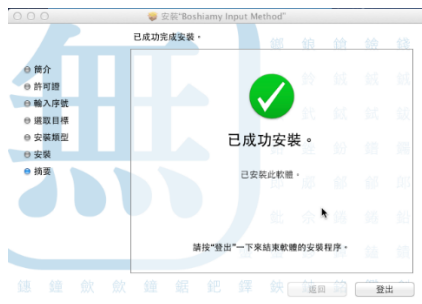 安裝"Boshiamy Input Method"
已成功完成安裝。
簡介
許可證
輸入序號
選取目標
安裝類型
安裝
摘要
已成功安裝。
已安裝此軟體。
請按"登出"一下來結束軟體的安裝程序。
返回
登出